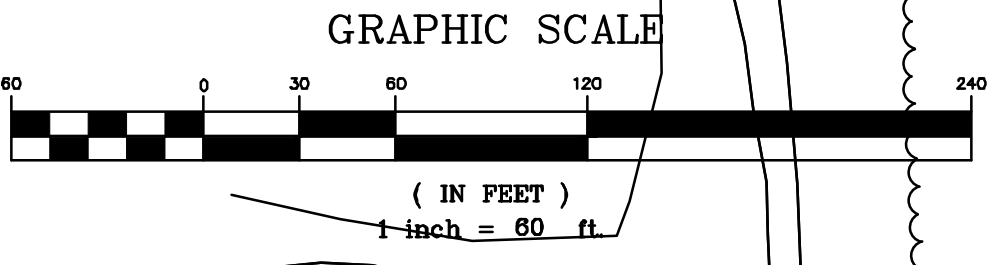 GRAPHIC SCALE
60 0 30 60 120 240
( IN FEET )
1 inch = 60 ft.